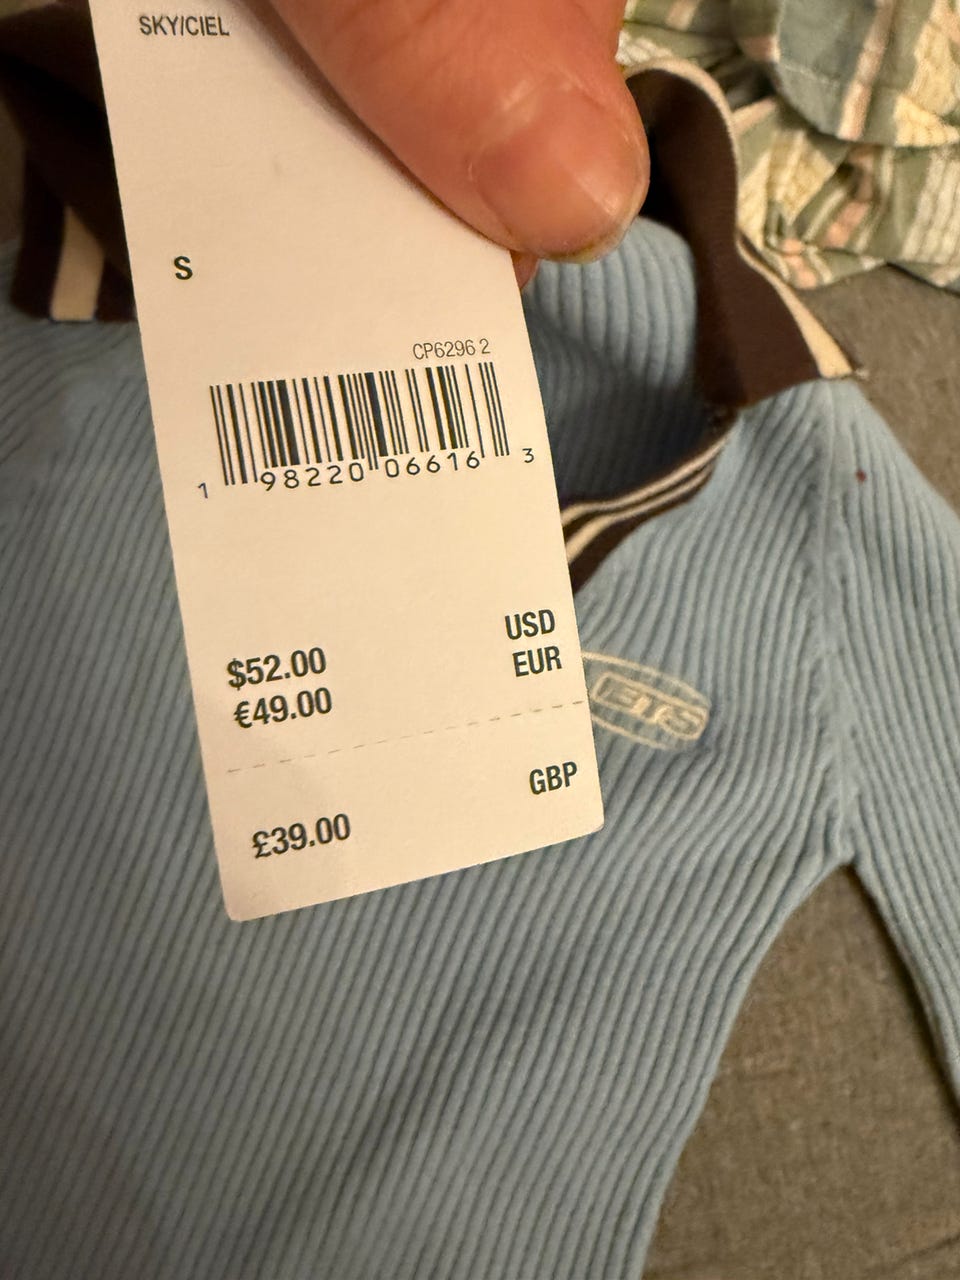 SKY/CIEL
S
CP6296 2
1 98220 06616 3
$52.00 USD
€49.00 EUR
£39.00 GBP